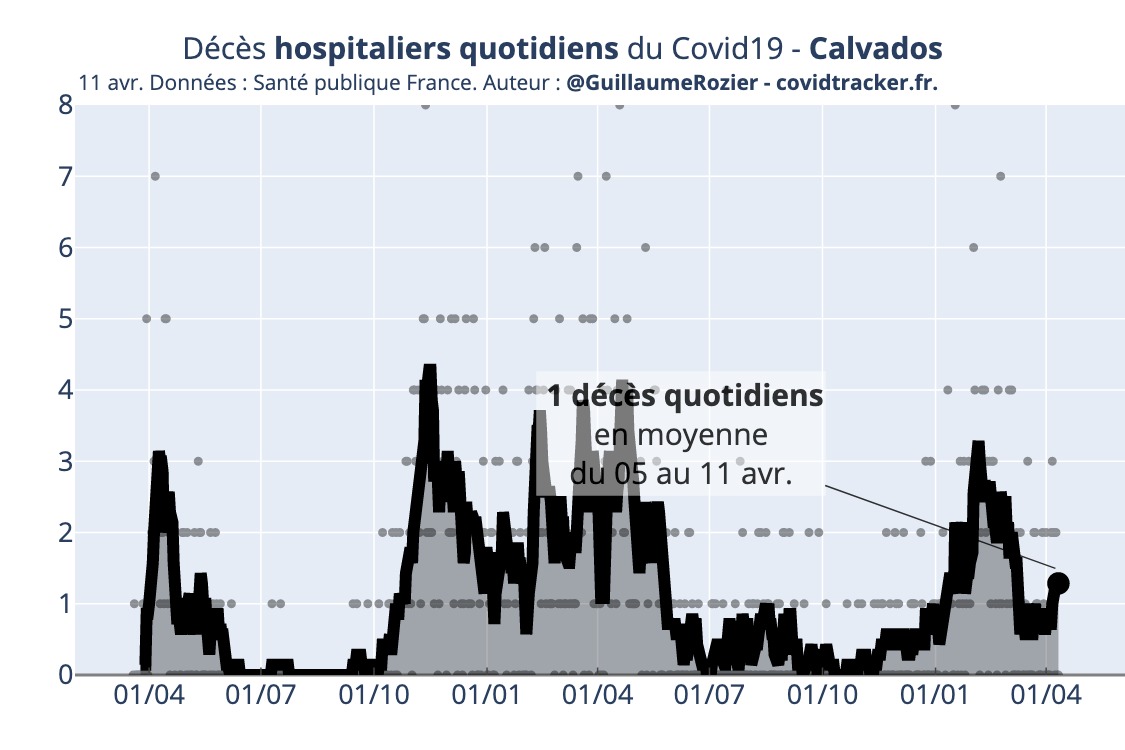 Décès hospitaliers quotidiens du Covid19 - Calvados
11 avr. Données : Santé publique France. Auteur : @GuillaumeRozier - covidtracker.fr.
8
7
6
5
4
3
2
1
0
1 décès quotidiens
en moyenne
du 05 au 11 avr.
01/04 01/07 01/10 01/01 01/04 01/07 01/10 01/01 01/04